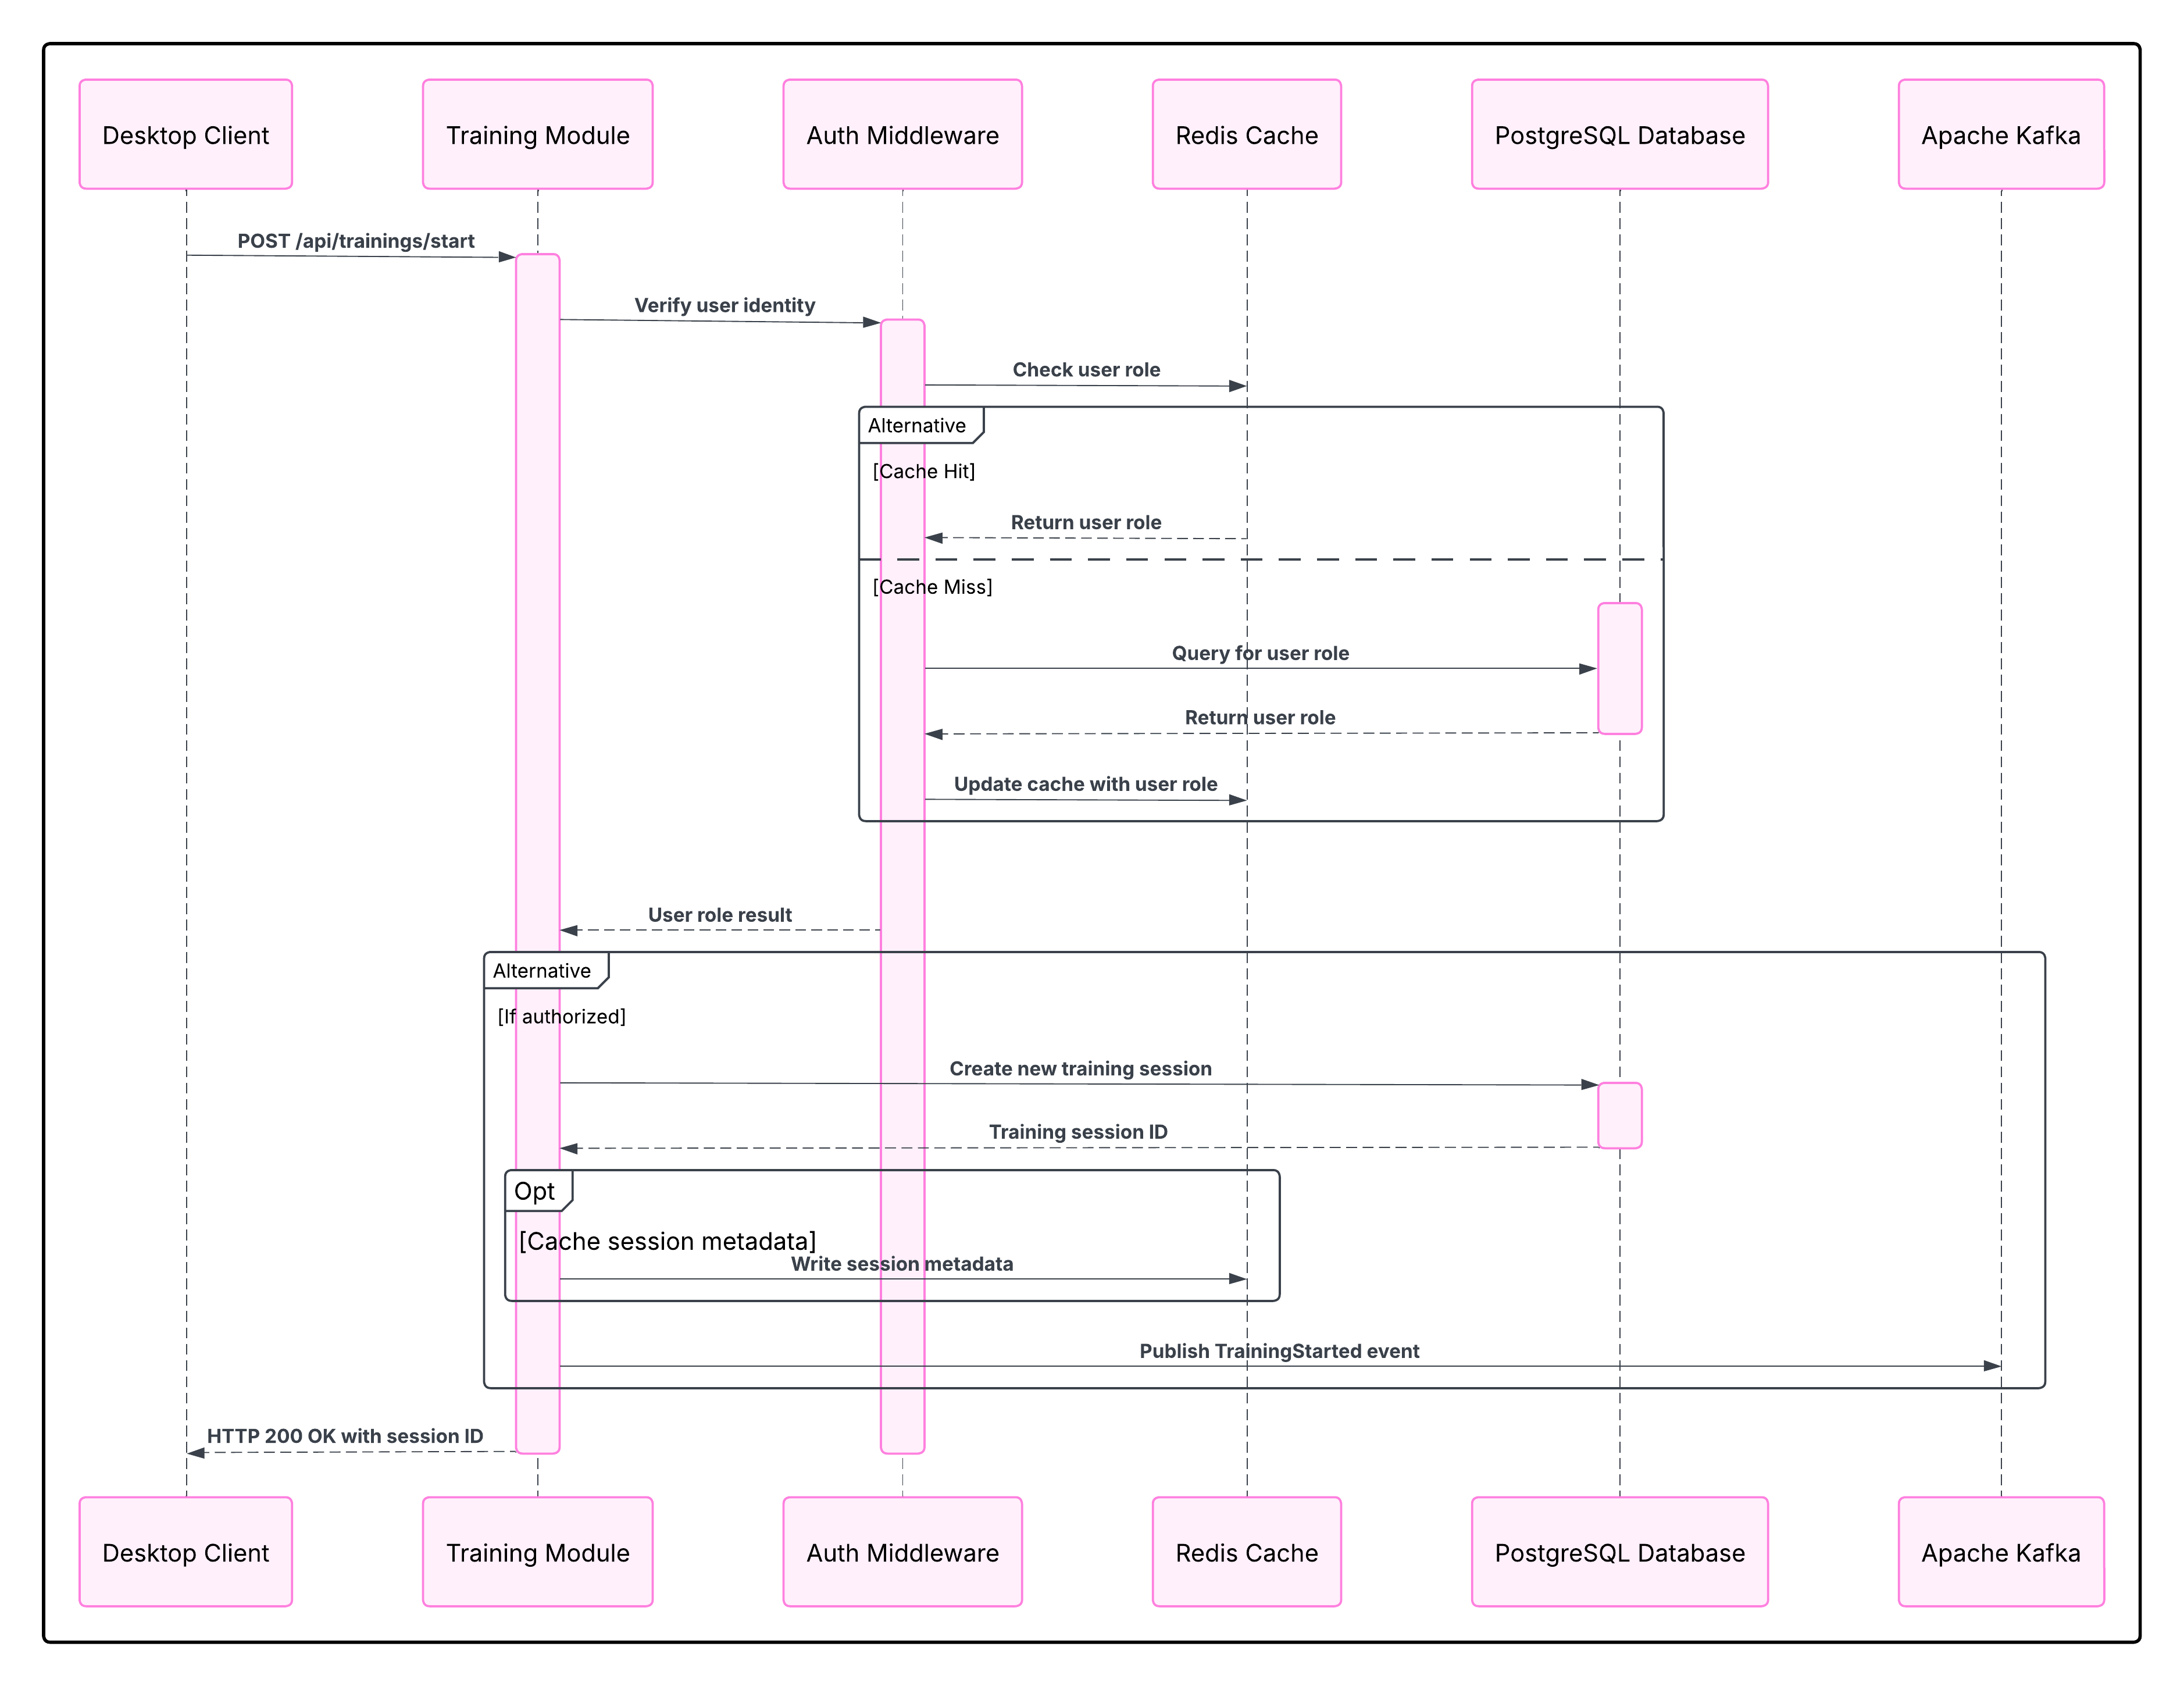 Desktop Client
Training Module
Auth Middleware
Redis Cache
PostgreSQL Database
Apache Kafka
POST /api/trainings/start
Verify user identity
Check user role
Alternative
[Cache Hit]
Return user role
[Cache Miss]
Query for user role
Return user role
Update cache with user role
User role result
Alternative
[If authorized]
Create new training session
Training session ID
Opt
[Cache session metadata]
Write session metadata
Publish TrainingStarted event
HTTP 200 OK with session ID
Desktop Client
Training Module
Auth Middleware
Redis Cache
PostgreSQL Database
Apache Kafka